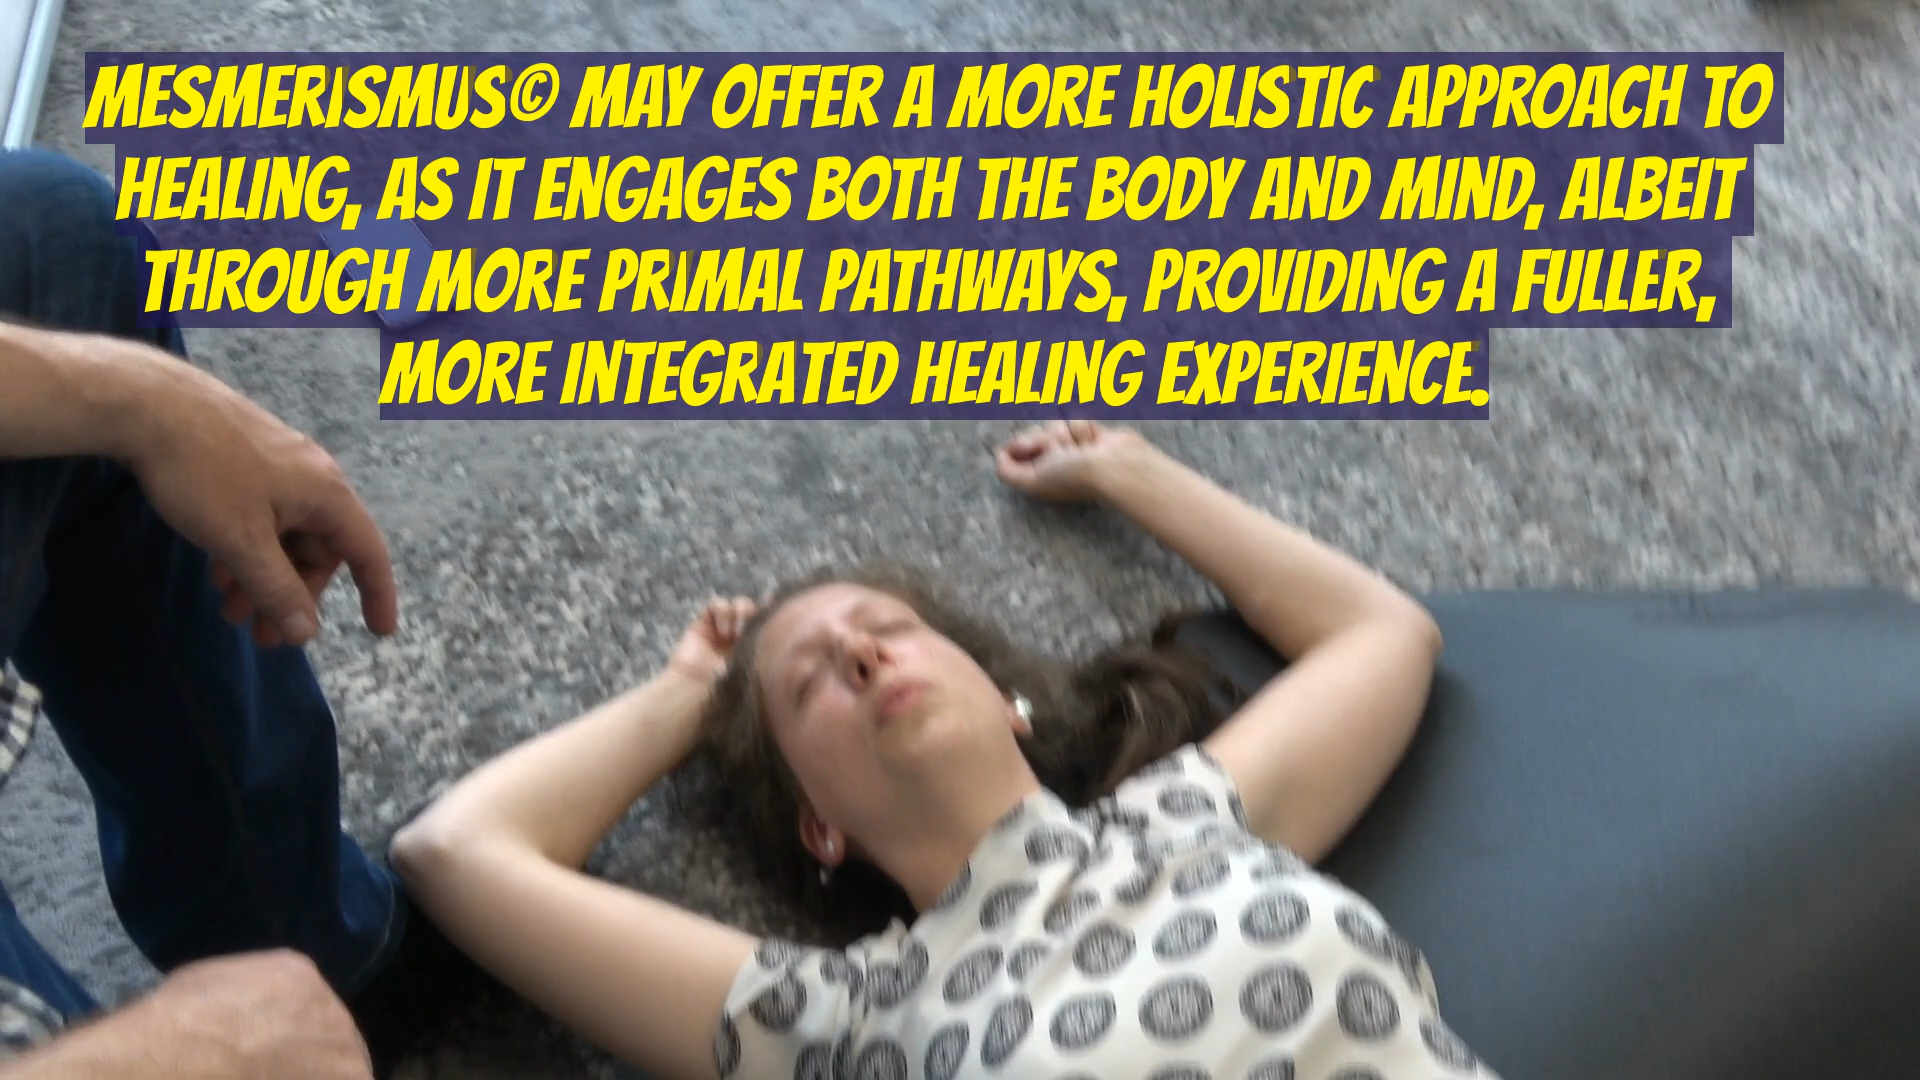 MESMERISMUS© MAY OFFER A MORE HOLISTIC APPROACH TO
HEALING, AS IT ENGAGES BOTH THE BODY AND MIND, ALBEIT
THROUGH MORE PRIMAL PATHWAYS, PROVIDING A FULLER,
MORE INTEGRATED HEALING EXPERIENCE.